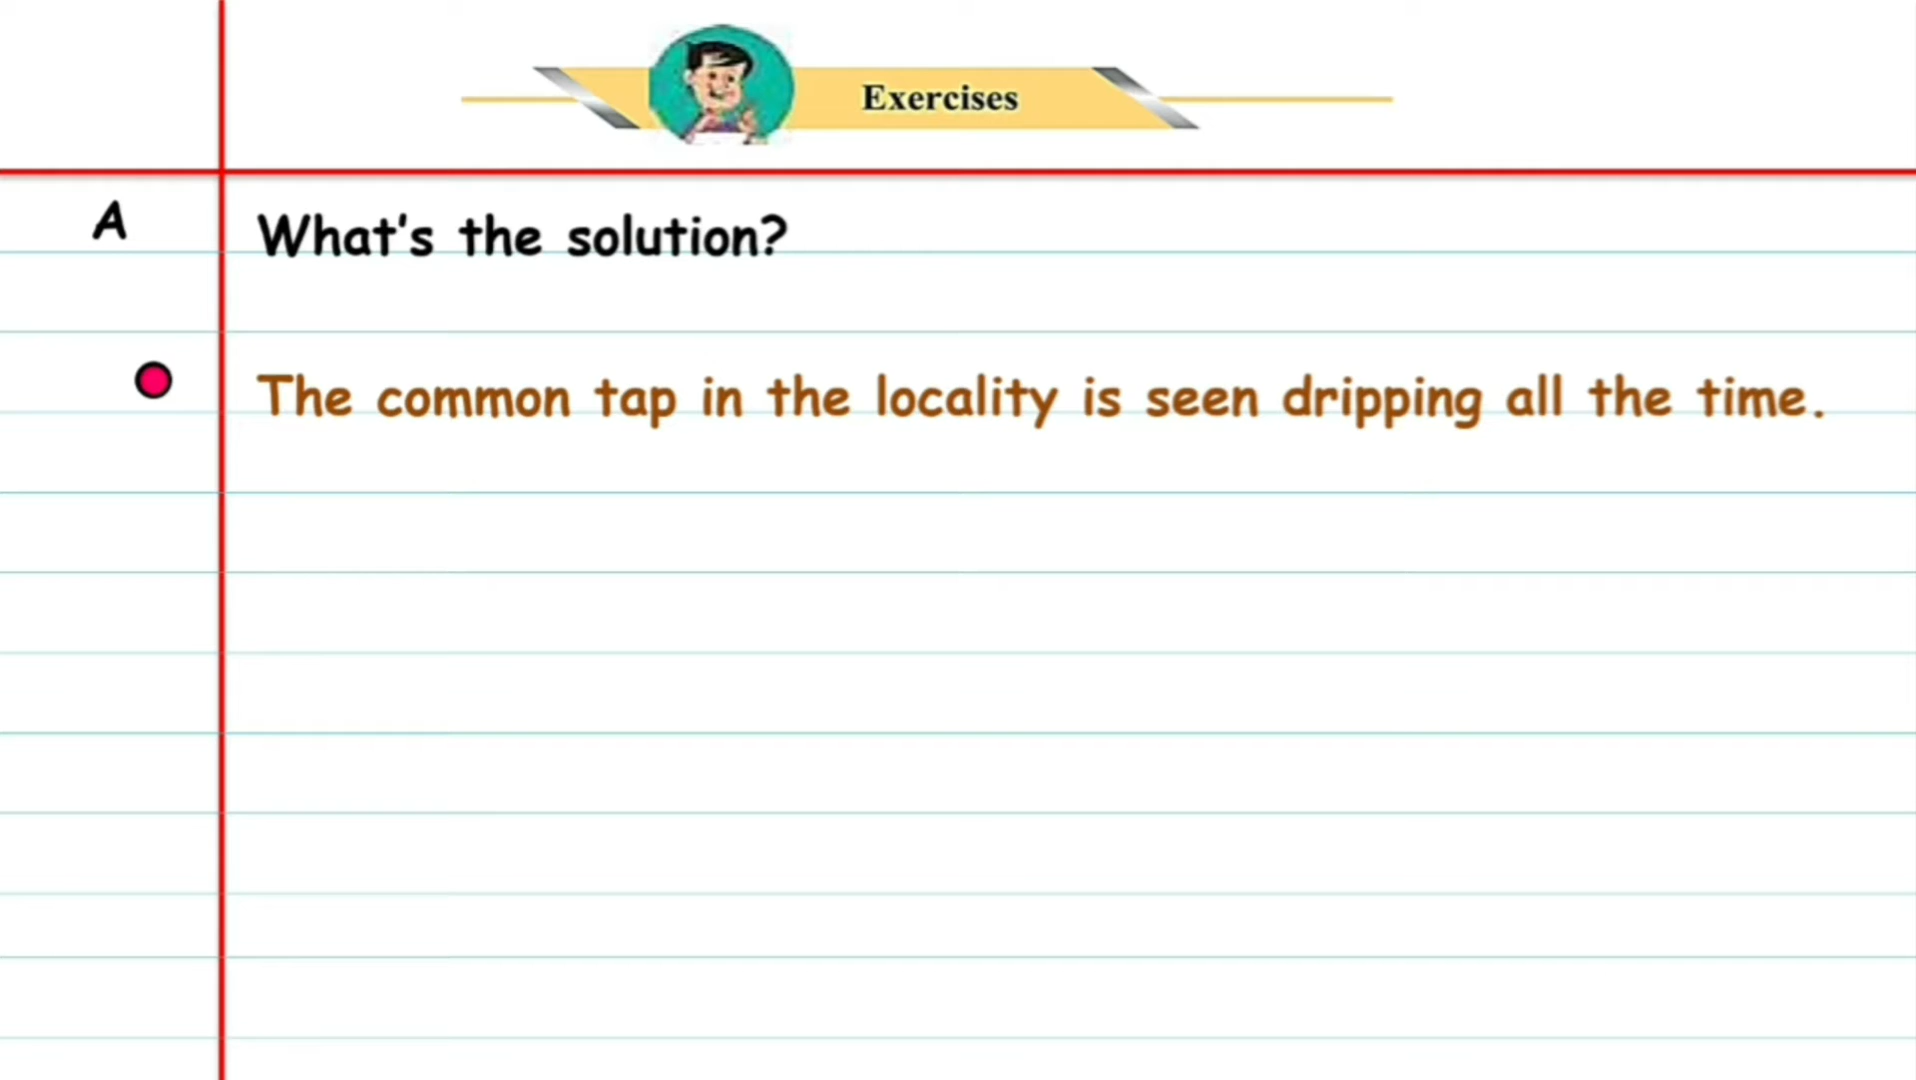 Exercises
A What's the solution?
The common tap in the locality is seen dripping all the time.